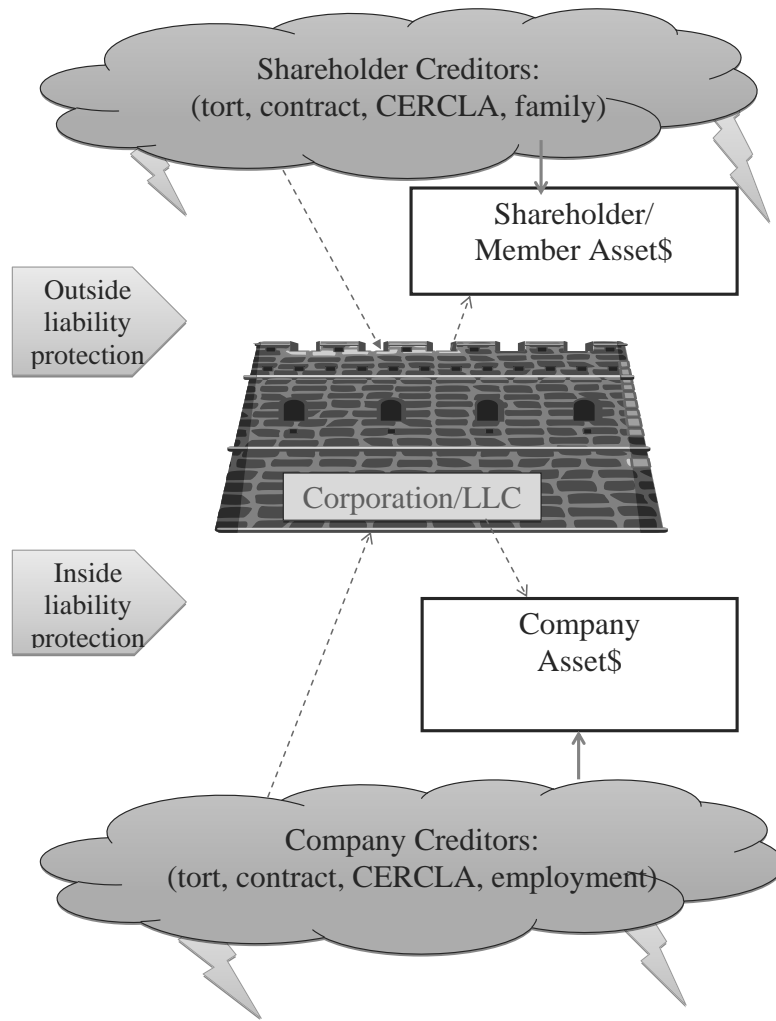 Shareholder Creditors:
(tort, contract, CERCLA, family)
Shareholder/
Member Asset$
Outside
liability
protection
Corporation/LLC
Inside
liability
protection
Company
Asset$
Company Creditors:
(tort, contract, CERCLA, employment)